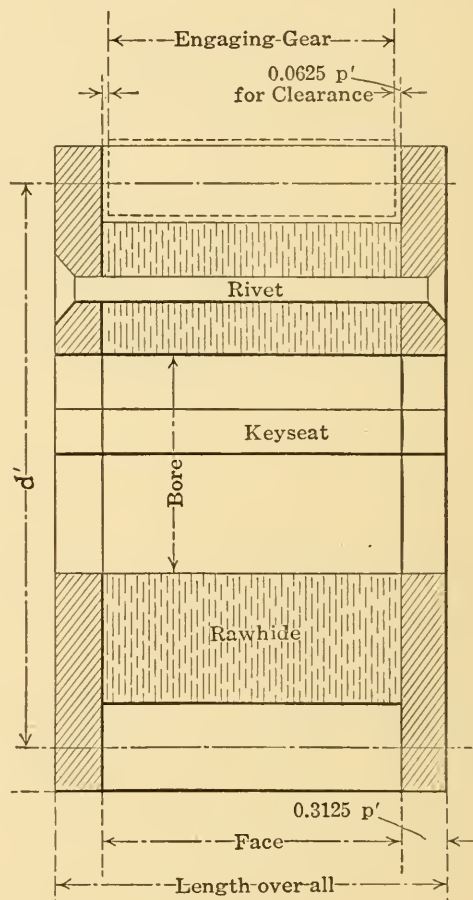 Engaging-Gear
0.0625 p'
for Clearance
Rivet
Keyseat
d'
Bore
Rawhide
0.3125 p'
Face
Length over all